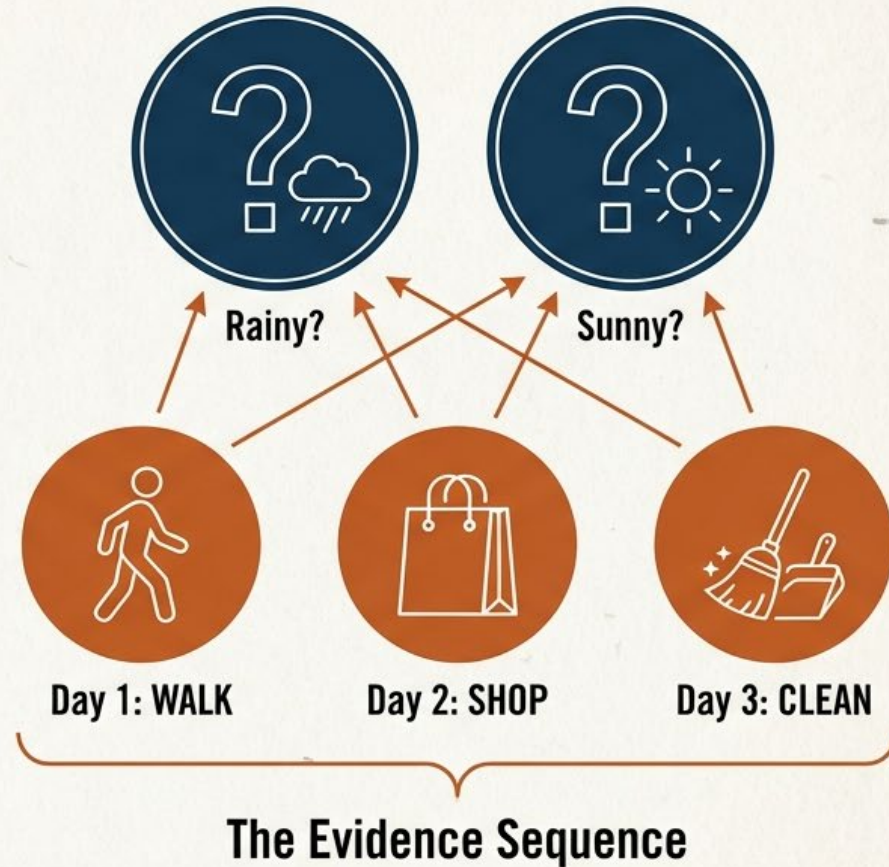 ?
?
Rainy?
Sunny?
Day 1: WALK
Day 2: SHOP
Day 3: CLEAN
The Evidence Sequence